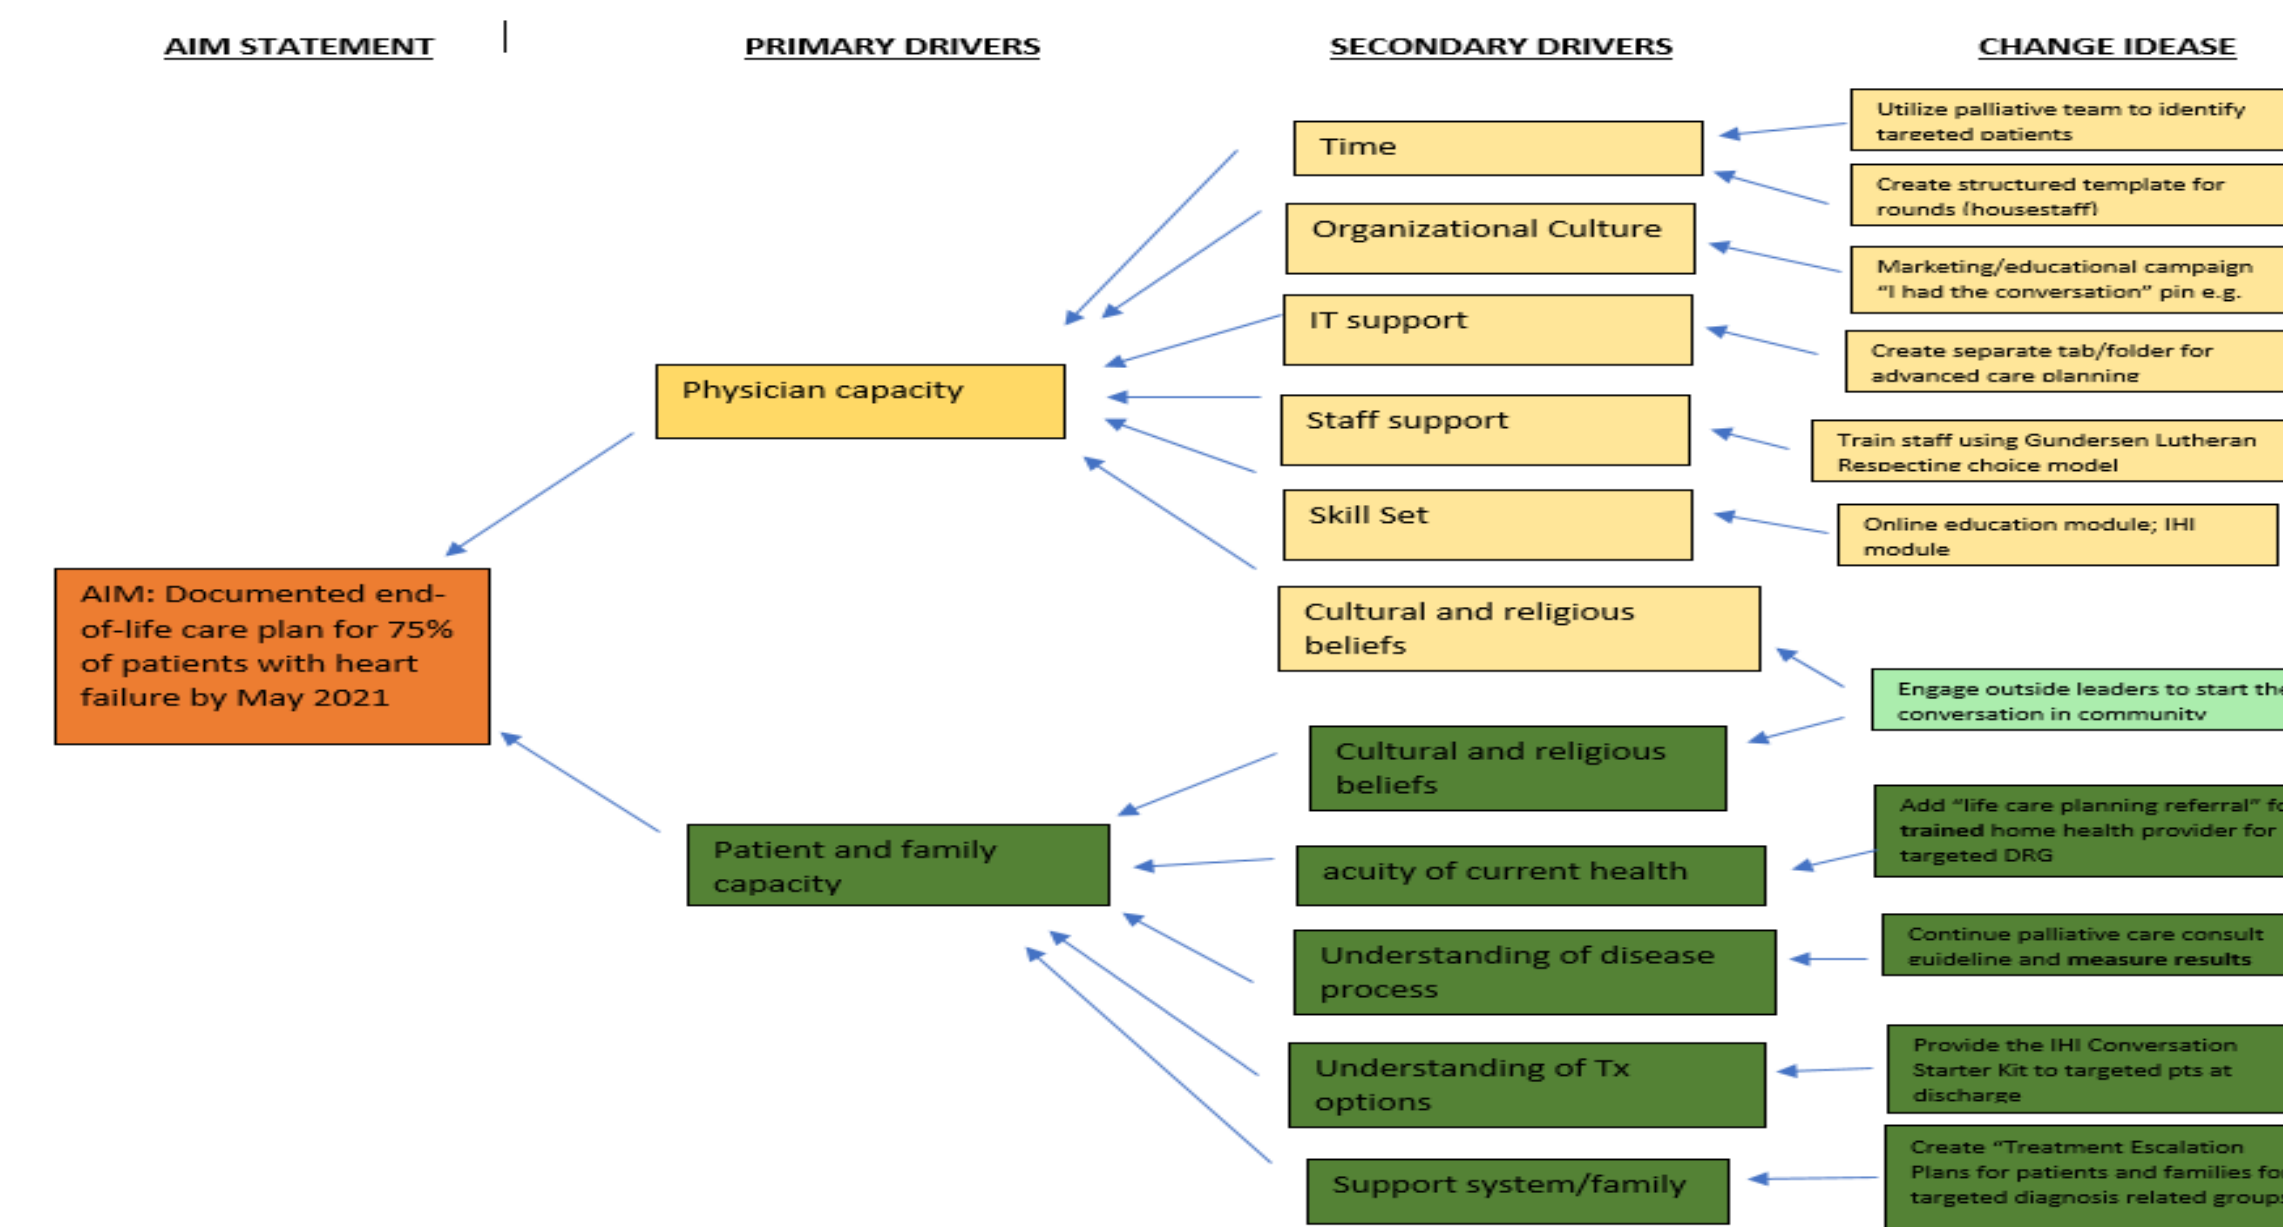 AIM STATEMENT
PRIMARY DRIVERS
SECONDARY DRIVERS
CHANGE IDEASE
AIM: Documented end-
of-life care plan for 75%
of patients with heart
failure by May 2021
Physician capacity
Patient and family
capacity
Time
Organizational Culture
IT support
Staff support
Skill Set
Cultural and religious
beliefs
Cultural and religious
beliefs
acuity of current health
Understanding of disease
process
Understanding of Tx
options
Support system/family
Utilize palliative team to identify
targeted patients
Create structured template for
rounds (housestaff)
Marketing/educational campaign
“I had the conversation” pin e.g.
Create separate tab/folder for
advanced care planning
Train staff using Gundersen Lutheran
Respecting choice model
Online education module; IHI
module
Engage outside leaders to start the
conversation in community
Add “life care planning referral”
trained home health provider for
targeted DRG
Continue palliative care consult
guideline and measure results
Provide the IHI Conversation
Starter Kit to targeted pts at
discharge
Create “Treatment Escalation
Plans for patients and families for
targeted diagnosis related groups